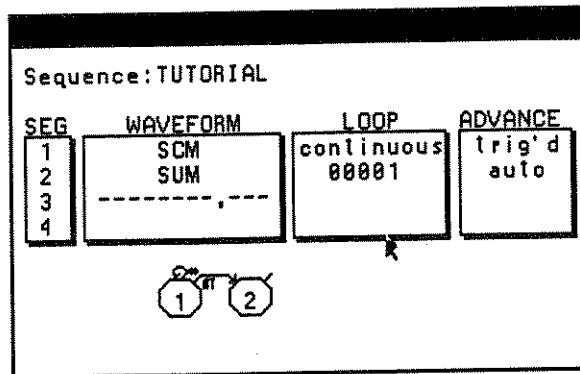 Sequence:TUTORIAL
SEG WAVEFORM LOOP ADVANCE
1 SCM continuous trig'd
2 SUM 00001 auto
3 --------,---
4
1 2